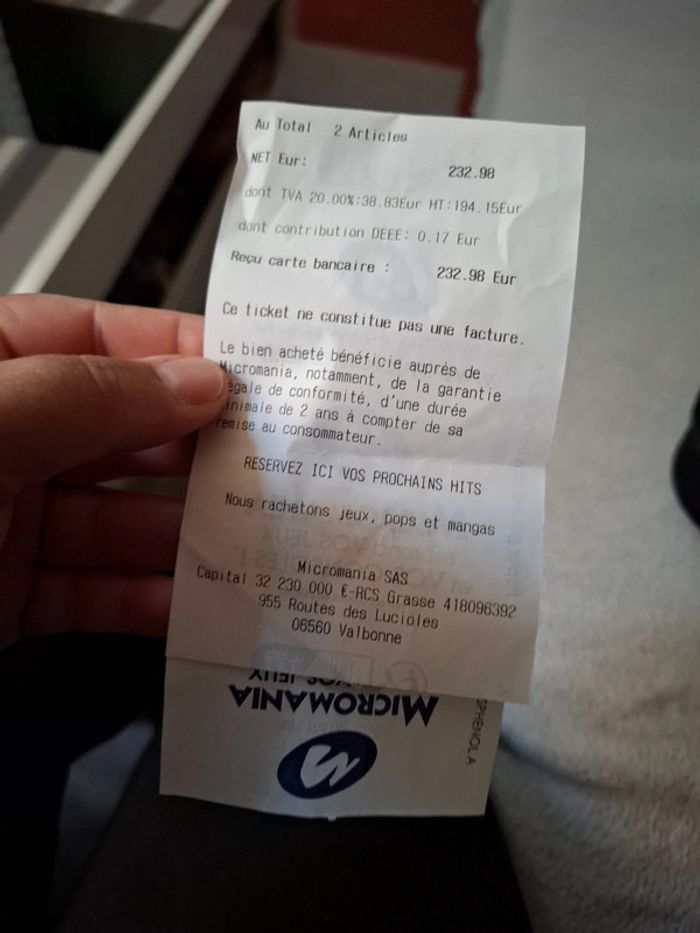 Au Total 2 Articles
NET Eur: 232.98
dont TVA 20.00%:38.83Eur HT:194.15Eur
dont contribution DEEE: 0.17 Eur
Reçu carte bancaire : 232.98 Eur
Ce ticket ne constitue pas une facture.
Le bien acheté bénéficie auprès de
Micromania, notamment, de la garantie
égale de conformité, d'une durée
inimale de 2 ans à compter de sa
remise au consommateur.
RESERVEZ ICI VOS PROCHAINS HITS
Nous rachetons jeux, pops et mangas
Micromania SAS
Capital 32 230 000 €-RCS Grasse 418096392
955 Routes des Lucioles
06560 Valbonne
VOS JEUX
MICROMANIA